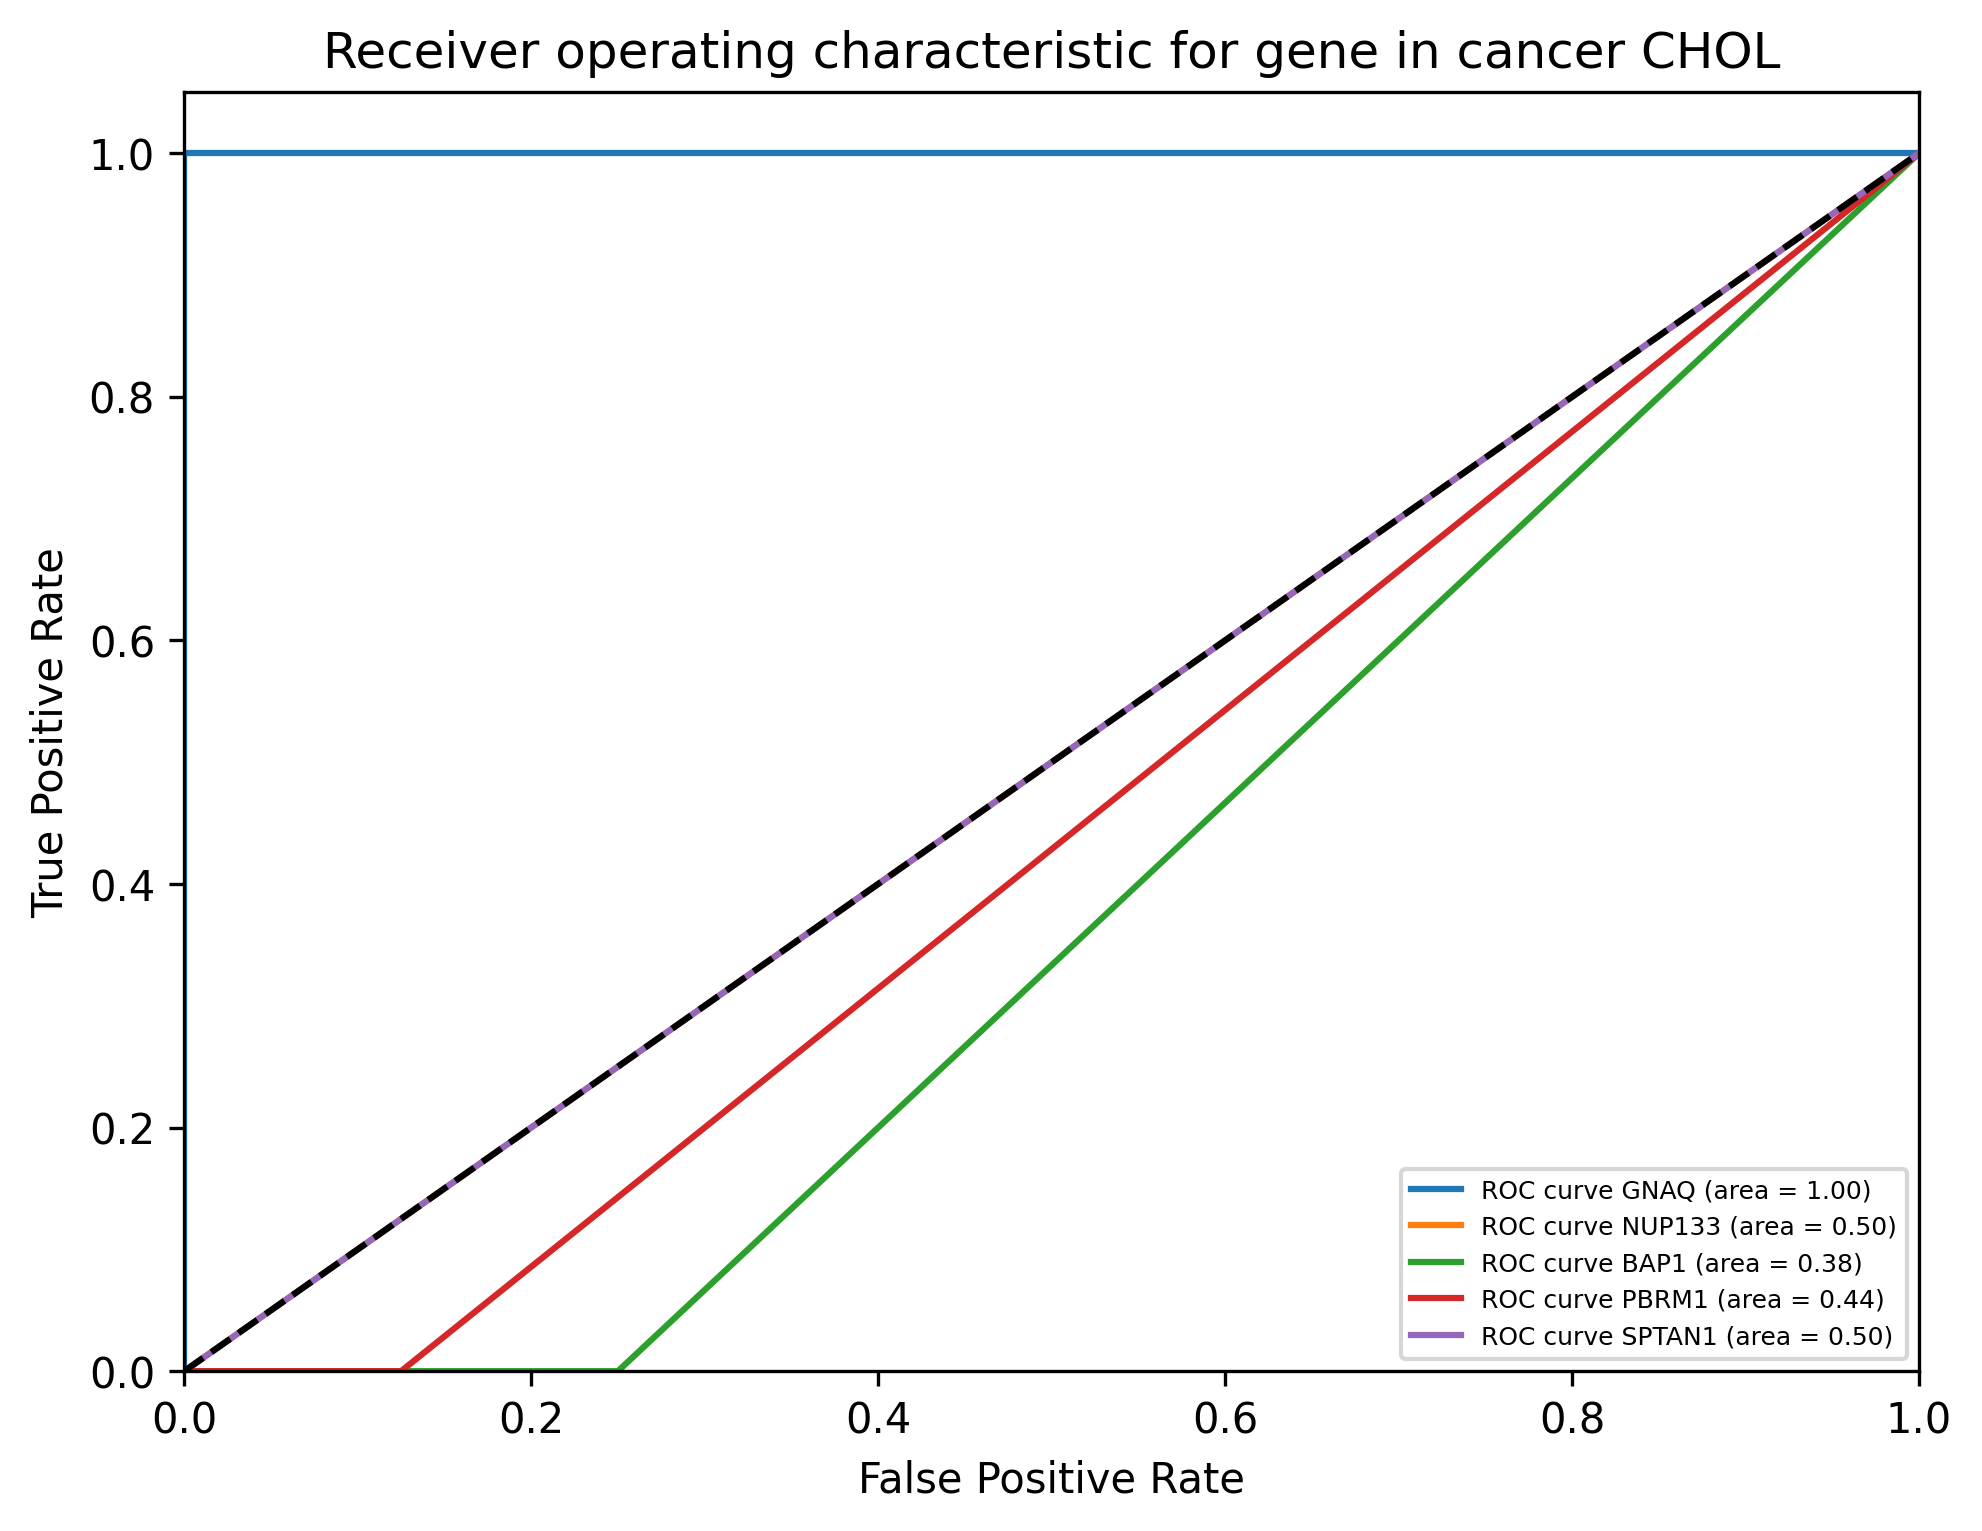 Receiver operating characteristic for gene in cancer CHOL
True Positive Rate
1.0
0.8
0.6
0.4
0.2
0.0
0.0 0.2 0.4 0.6 0.8 1.0
False Positive Rate
ROC curve GNAQ (area = 1.00)
ROC curve NUP133 (area = 0.50)
ROC curve BAP1 (area = 0.38)
ROC curve PBRM1 (area = 0.44)
ROC curve SPTAN1 (area = 0.50)